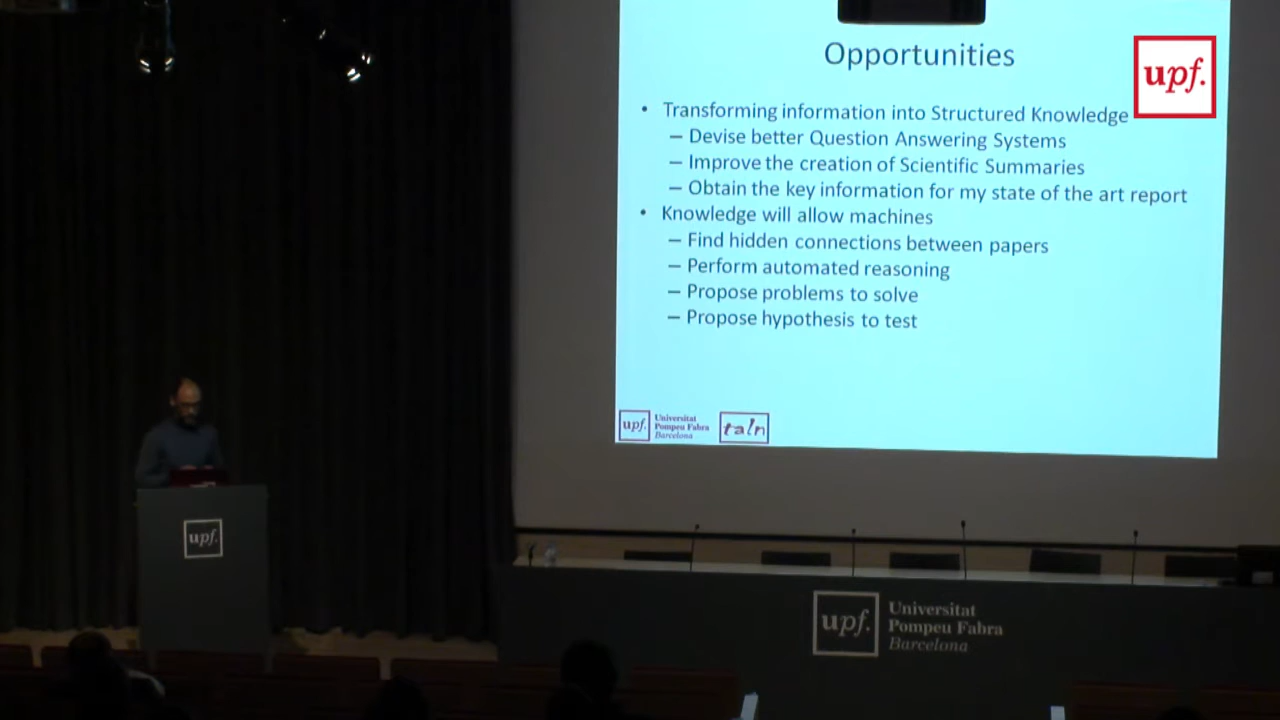 Opportunities
upf.
• Transforming information into Structured Knowledge
– Devise better Question Answering Systems
– Improve the creation of Scientific Summaries
– Obtain the key information for my state of the art report
• Knowledge will allow machines
– Find hidden connections between papers
– Perform automated reasoning
– Propose problems to solve
– Propose hypothesis to test
upf.
Universitat
Pompeu Fabra
Barcelona
taln
upf.
upf.
Universitat
Pompeu Fabra
Barcelona